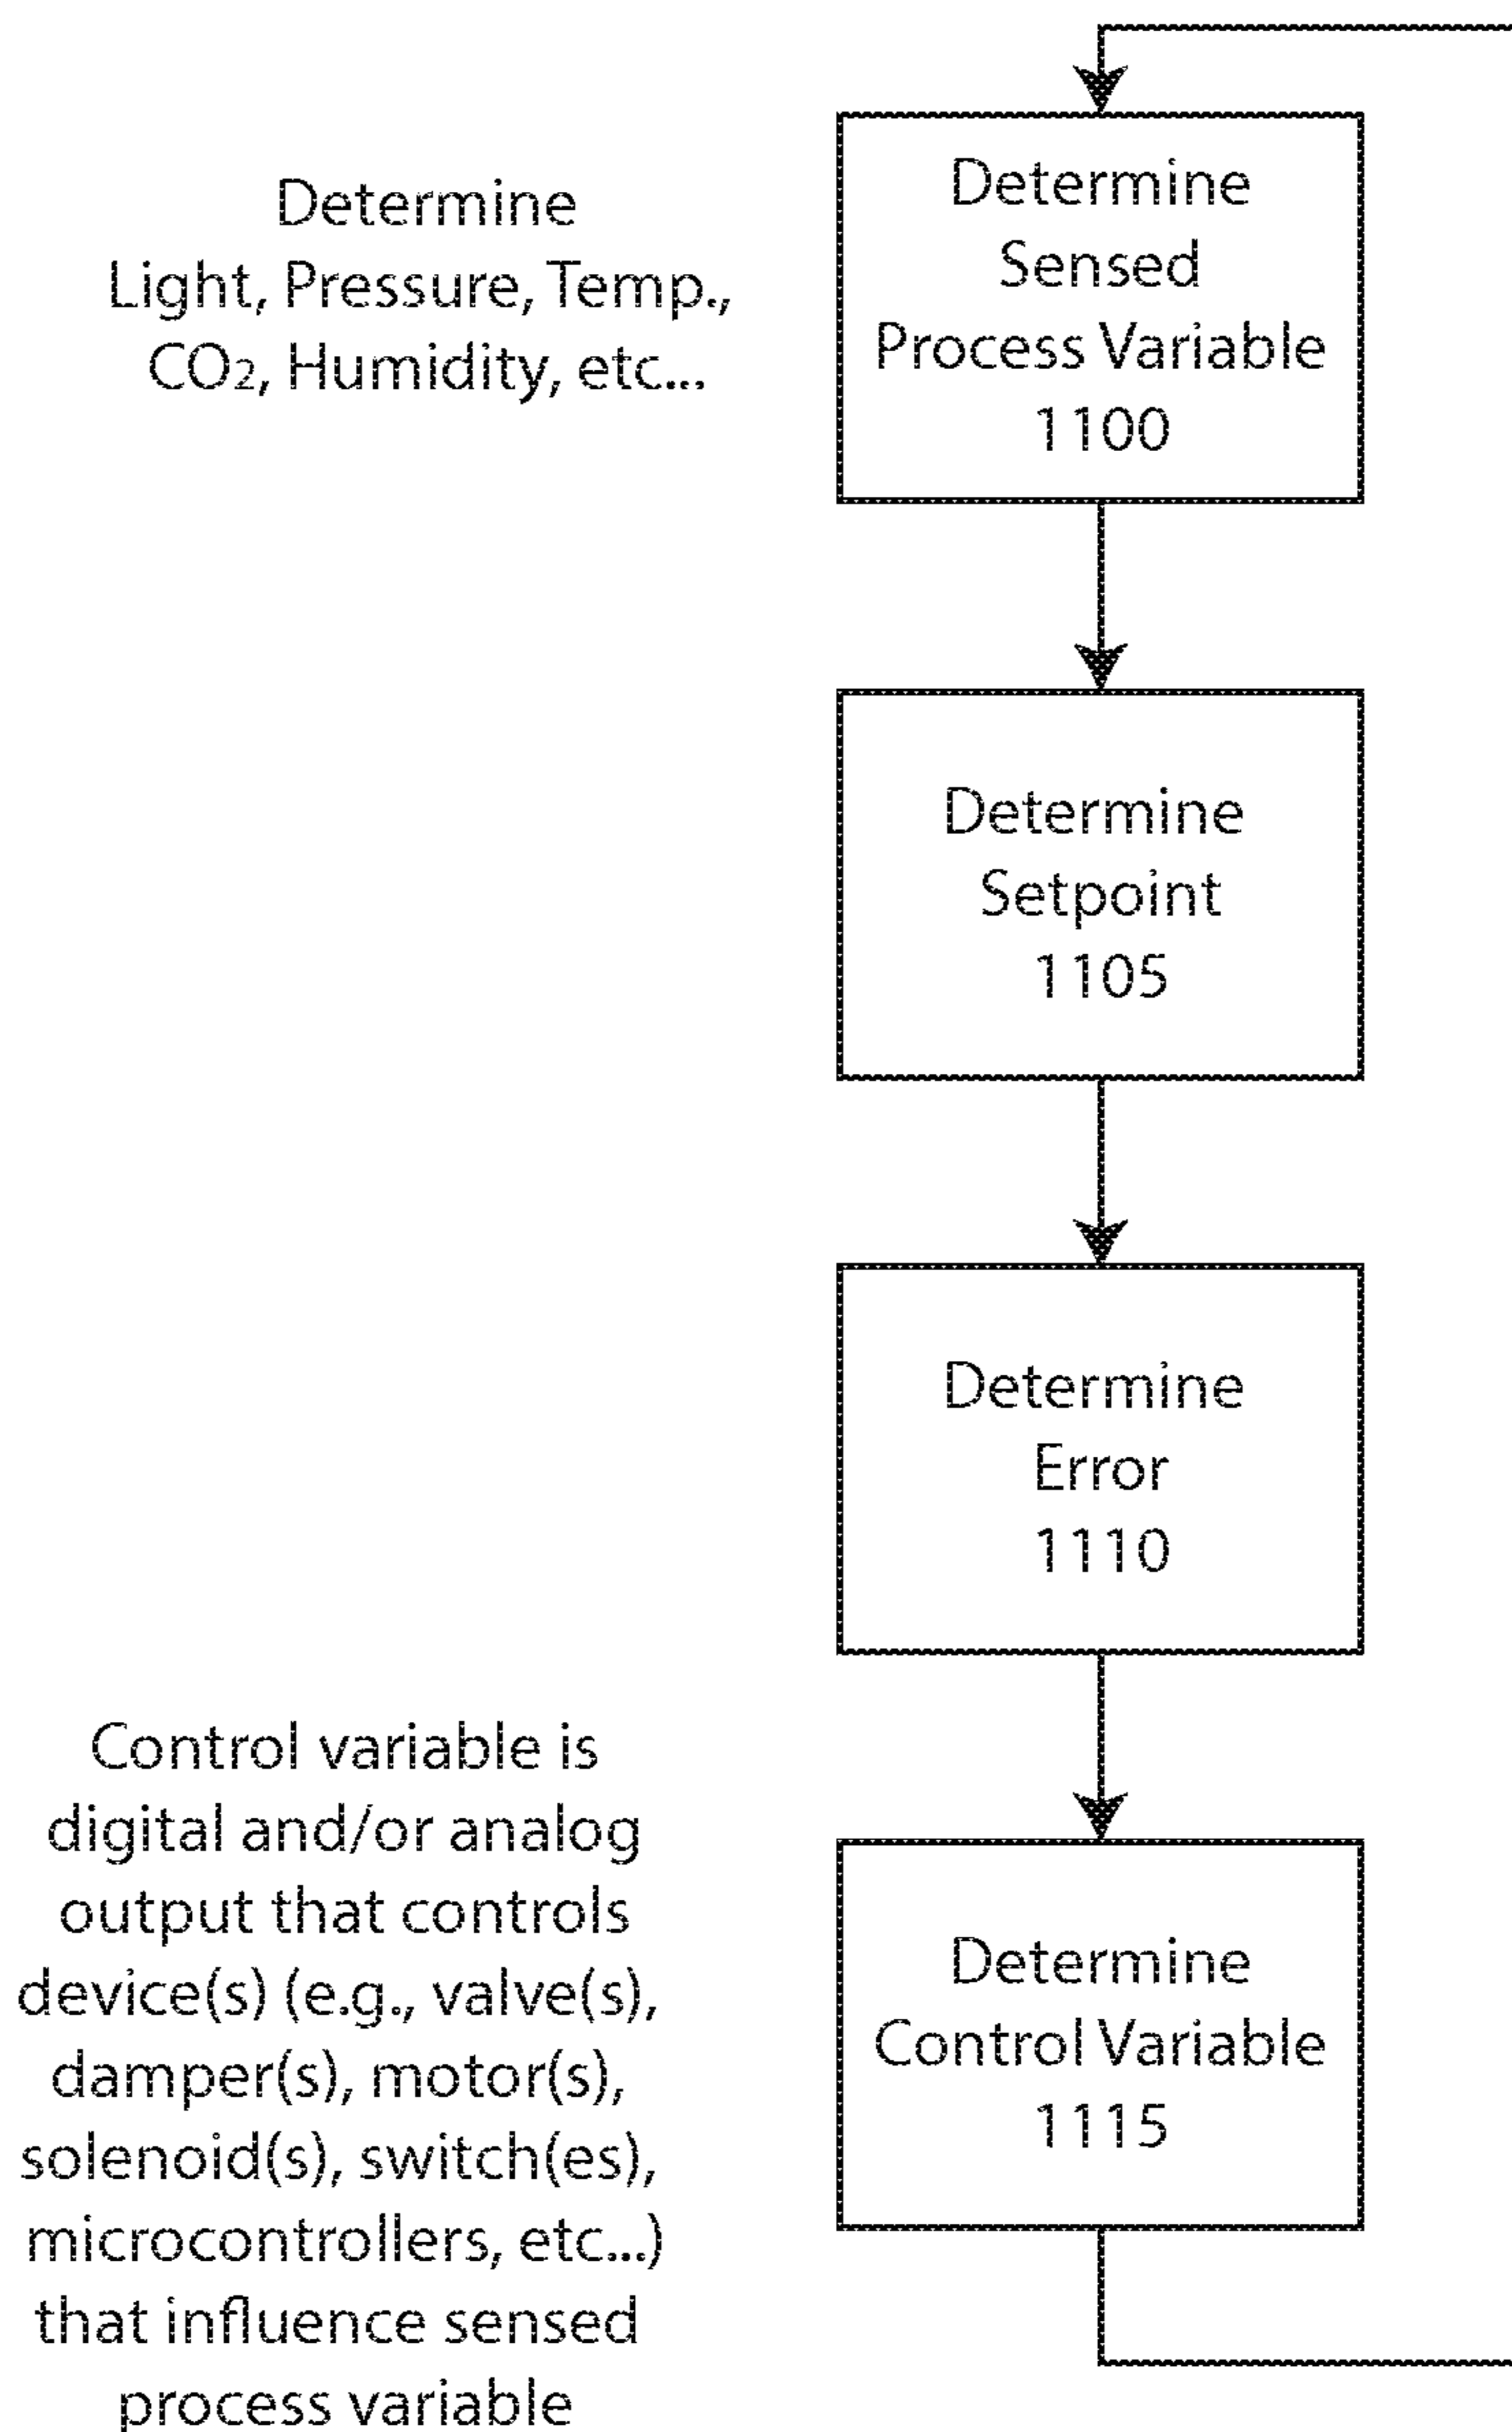 Determine
Light, Pressure, Temp.,
CO₂, Humidity, etc...
Determine
Sensed
Process Variable
1100
Determine
Setpoint
1105
Determine
Error
1110
Control variable is
digital and/or analog
output that controls
device(s) (e.g., valve(s),
damper(s), motor(s),
solenoid(s), switch(es),
microcontrollers, etc...)
that influence sensed
process variable
Determine
Control Variable
1115